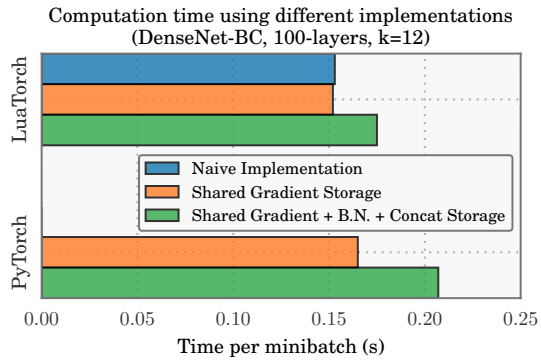 Computation time using different implementations
(DenseNet-BC, 100-layers, k=12)
LuaTorch
Naive Implementation
Shared Gradient Storage
Shared Gradient + B.N. + Concat Storage
PyTorch
0.00 0.05 0.10 0.15 0.20 0.25
Time per minibatch (s)